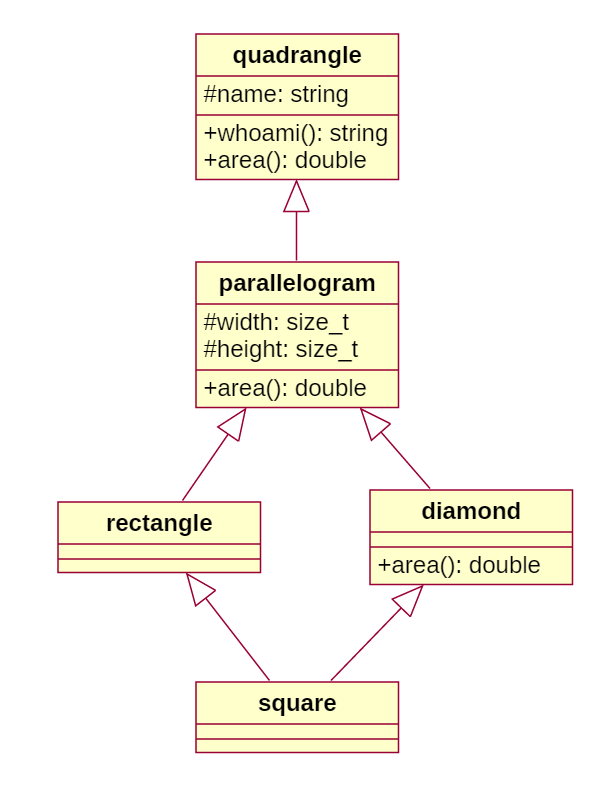 quadrangle
#name: string
+whoami(): string
+area(): double
parallelogram
#width: size_t
#height: size_t
+area(): double
rectangle
diamond
+area(): double
square